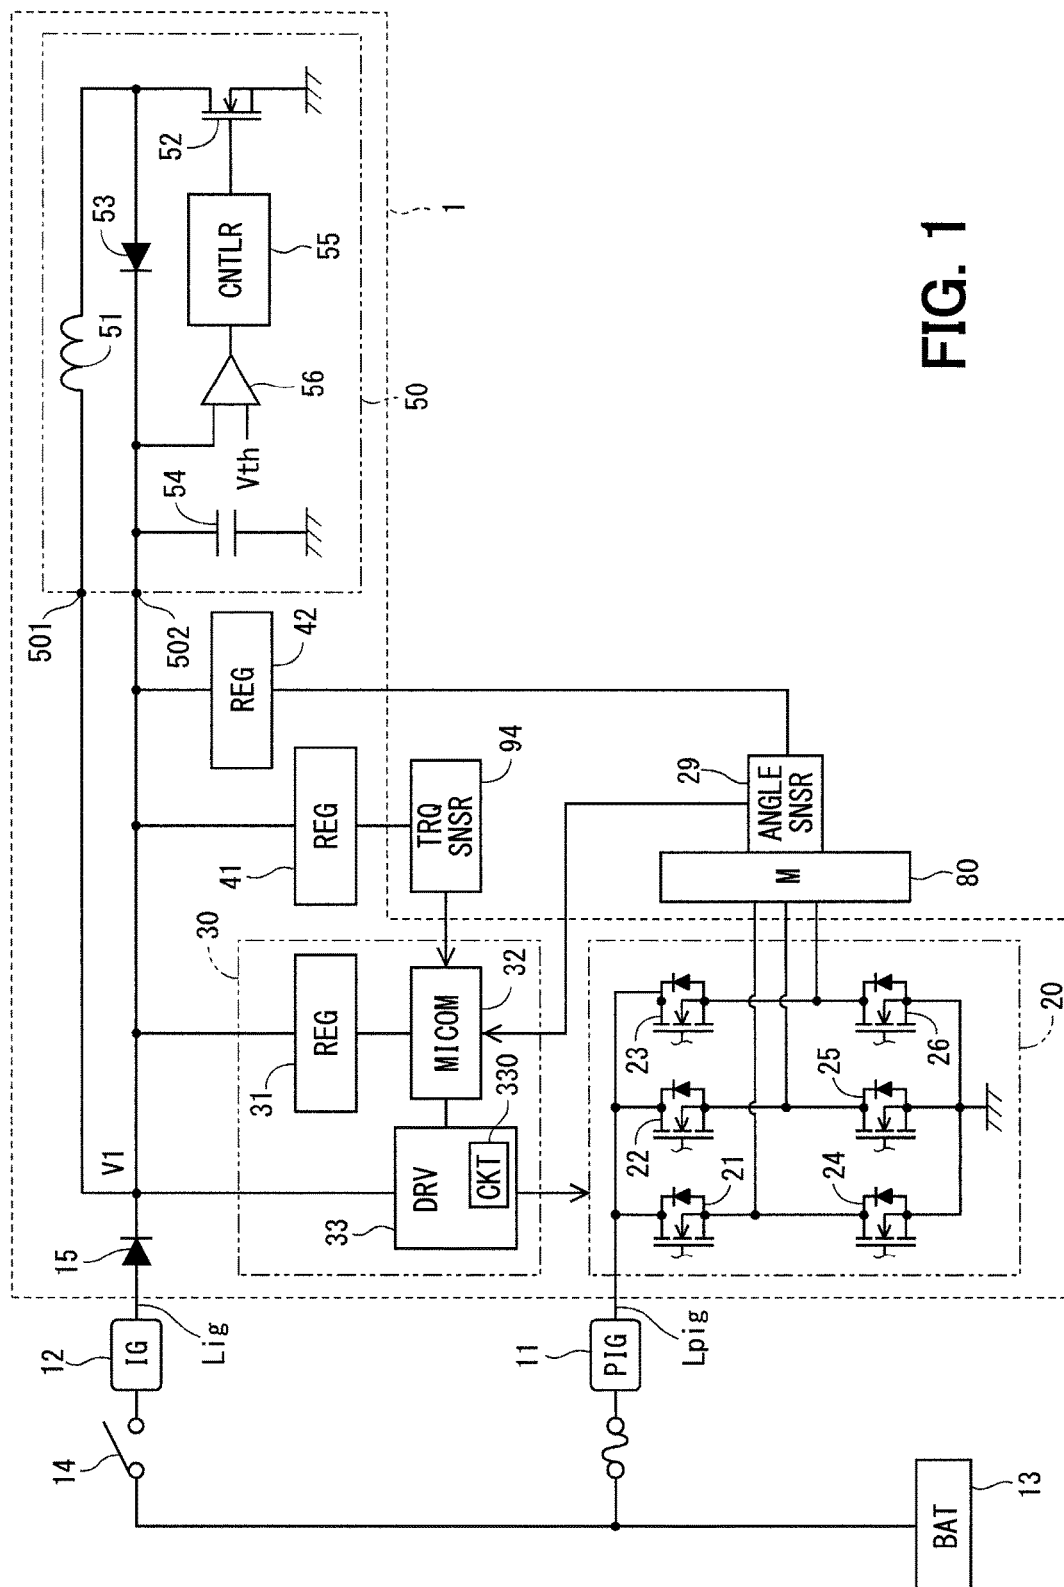 FIG. 1
1
50
51
52
53
54
55
CNTLR
56
Vth
501
502
42
REG
41
REG
94
TRQ
SNSR
29
ANGLE
SNSR
M
80
30
31
REG
32
MICOM
33
DRV
330
CKT
V1
15
12
IG
Lig
14
11
PIG
Lpig
13
BAT
20
21
22
23
24
25
26